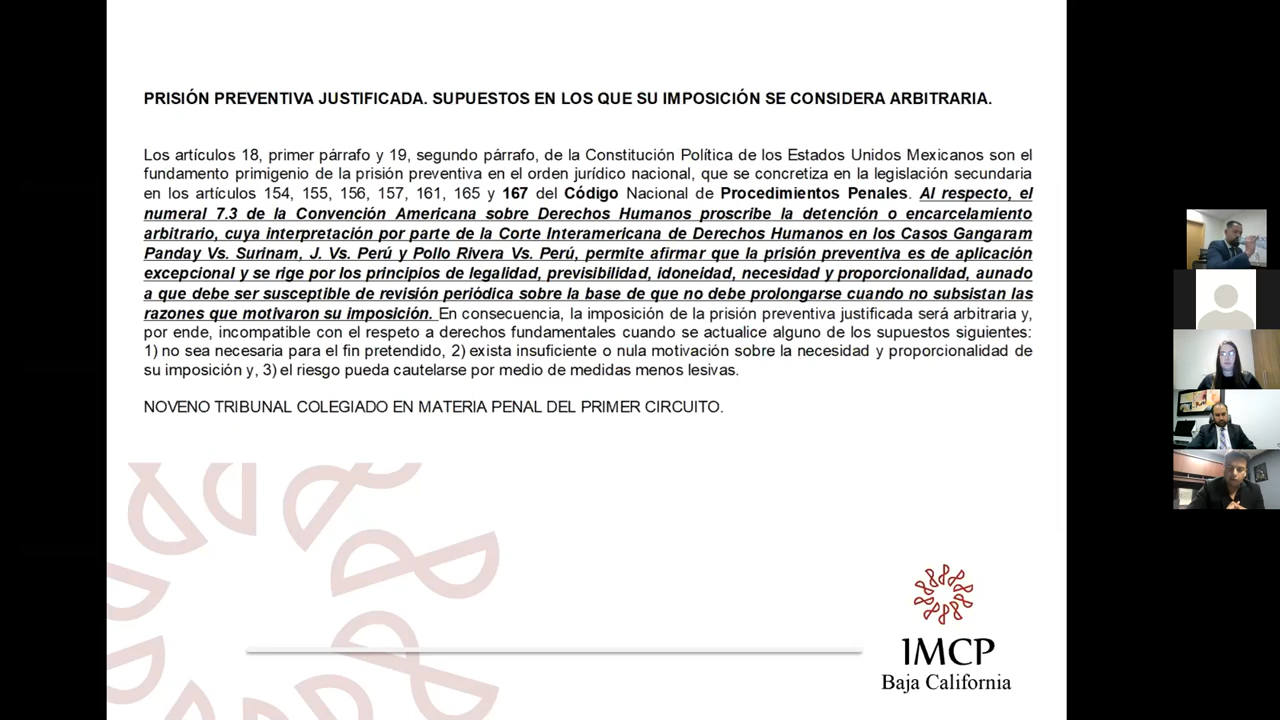 PRISIÓN PREVENTIVA JUSTIFICADA. SUPUESTOS EN LOS QUE SU IMPOSICIÓN SE CONSIDERA ARBITRARIA.
Los artículos 18, primer párrafo y 19, segundo párrafo, de la Constitución Política de los Estados Unidos Mexicanos son el
fundamento primigenio de la prisión preventiva en el orden jurídico nacional, que se concretiza en la legislación secundaria
en los artículos 154, 155, 156, 157, 161, 165 y 167 del Código Nacional de Procedimientos Penales. Al respecto, el
numeral 7.3 de la Convención Americana sobre Derechos Humanos proscribe la detención o encarcelamiento
arbitrario, cuya interpretación por parte de la Corte Interamericana de Derechos Humanos en los Casos Gangaram
Panday Vs. Surinam, J. Vs. Perú y Pollo Rivera Vs. Perú, permite afirmar que la prisión preventiva es de aplicación
excepcional y se rige por los principios de legalidad, previsibilidad, idoneidad, necesidad y proporcionalidad, aunado
a que debe ser susceptible de revisión periódica sobre la base de que no debe prolongarse cuando no subsistan las
razones que motivaron su imposición. En consecuencia, la imposición de la prisión preventiva justificada será arbitraria y,
por ende, incompatible con el respeto a derechos fundamentales cuando se actualice alguno de los supuestos siguientes:
1) no sea necesaria para el fin pretendido, 2) exista insuficiente o nula motivación sobre la necesidad y proporcionalidad de
su imposición y, 3) el riesgo pueda cautelarse por medio de medidas menos lesivas.
NOVENO TRIBUNAL COLEGIADO EN MATERIA PENAL DEL PRIMER CIRCUITO.
IMCP
Baja California